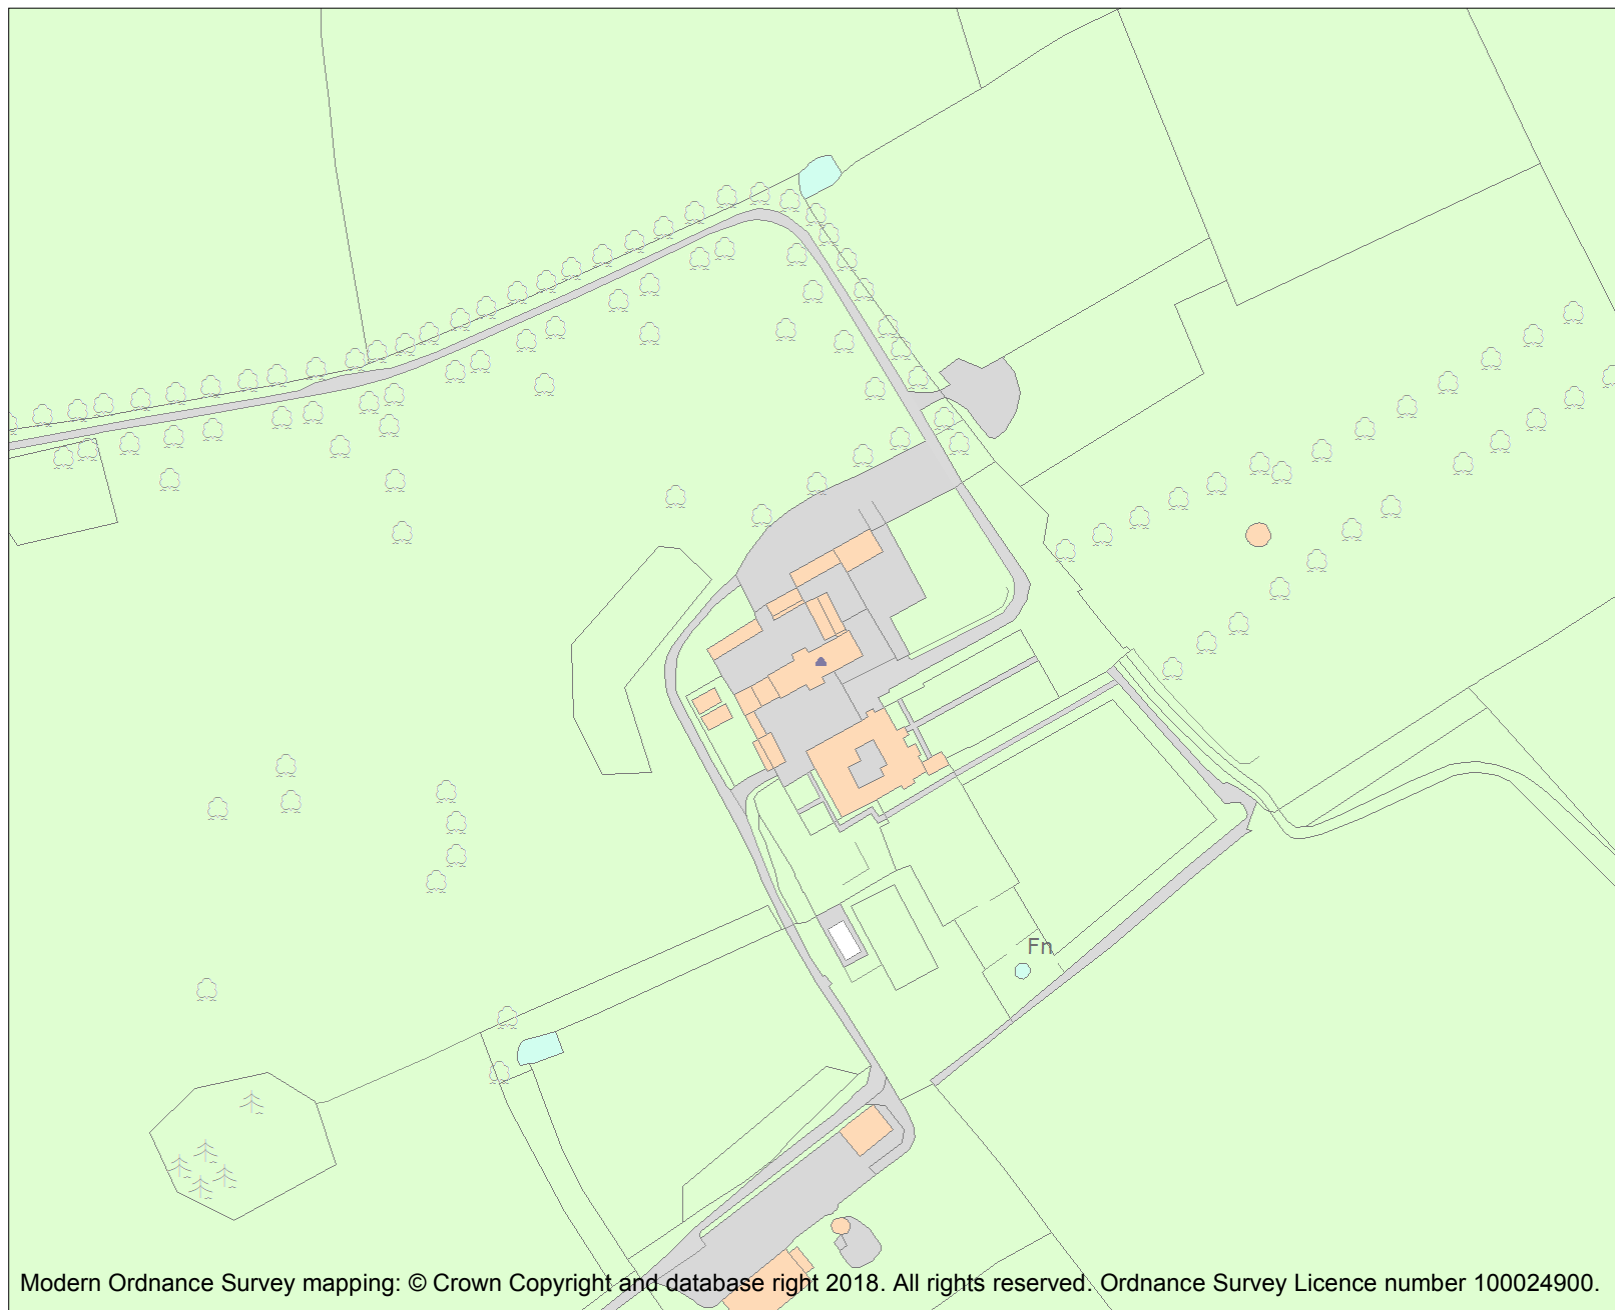 Fn
Modern Ordnance Survey mapping: © Crown Copyright and database right 2018. All rights reserved. Ordnance Survey Licence number 100024900.